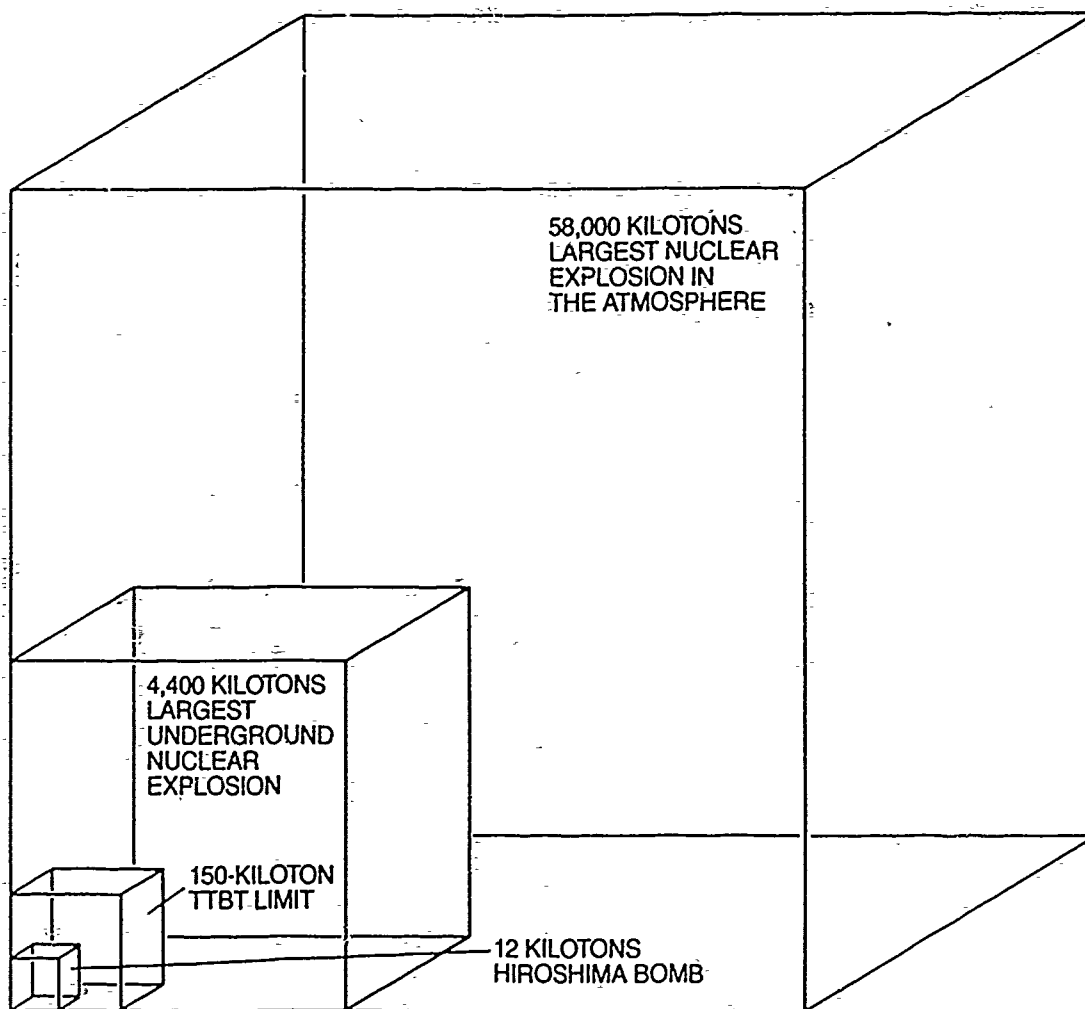 58,000 KILOTONS
LARGEST NUCLEAR
EXPLOSION IN
THE ATMOSPHERE
4,400 KILOTONS
LARGEST
UNDERGROUND
NUCLEAR
EXPLOSION
150-KILOTON
TTBT LIMIT
12 KILOTONS
HIROSHIMA BOMB